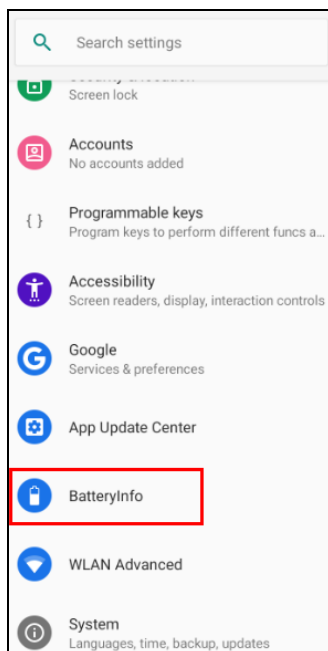 Search settings
Screen lock
Accounts
No accounts added
{ } Programmable keys
Program keys to perform different funcs a...
Accessibility
Screen readers, display, interaction controls
G Google
Services & preferences
App Update Center
BatteryInfo
WLAN Advanced
System
Languages, time, backup, updates